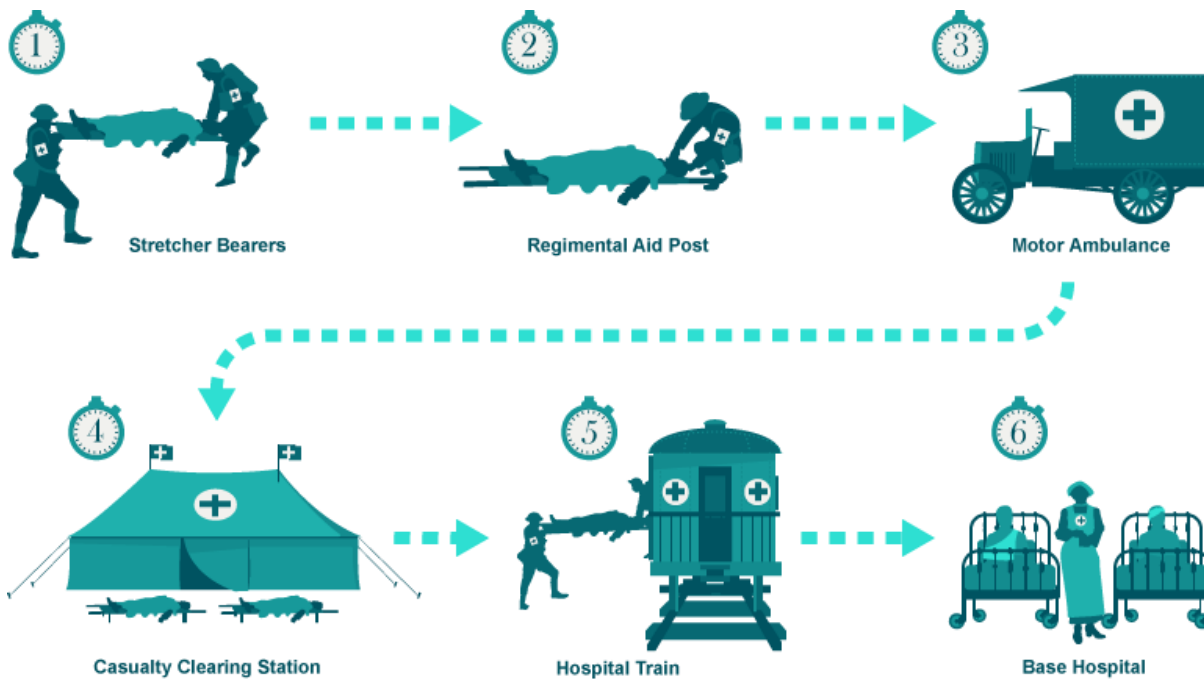 1
2
3
Stretcher Bearers
Regimental Aid Post
Motor Ambulance
4
5
6
Casualty Clearing Station
Hospital Train
Base Hospital